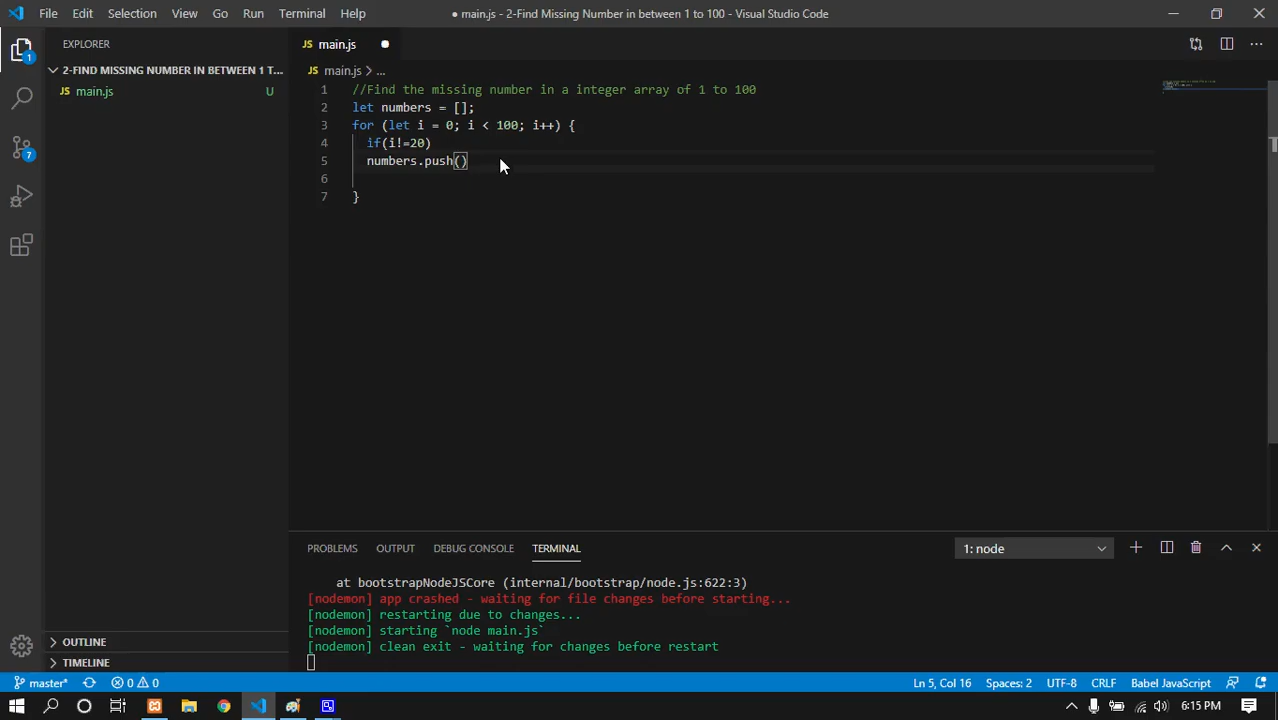 File Edit Selection View Go Run Terminal Help
● main.js - 2-Find Missing Number in between 1 to 100 - Visual Studio Code
EXPLORER
JS main.js
2-FIND MISSING NUMBER IN BETWEEN 1 T...
JS main.js U
JS main.js > ...
1 //Find the missing number in a integer array of 1 to 100
2 let numbers = [];
3 for (let i = 0; i < 100; i++) {
4 if(i!=20)
5 numbers.push()
6
7 }
1
7
PROBLEMS OUTPUT DEBUG CONSOLE TERMINAL
1: node
at bootstrapNodeJSCore (internal/bootstrap/node.js:622:3)
[nodemon] app crashed - waiting for file changes before starting...
[nodemon] restarting due to changes...
[nodemon] starting `node main.js`
[nodemon] clean exit - waiting for changes before restart
OUTLINE
TIMELINE
master* 0 0
Ln 5, Col 16 Spaces: 2 UTF-8 CRLF Babel JavaScript
6:15 PM